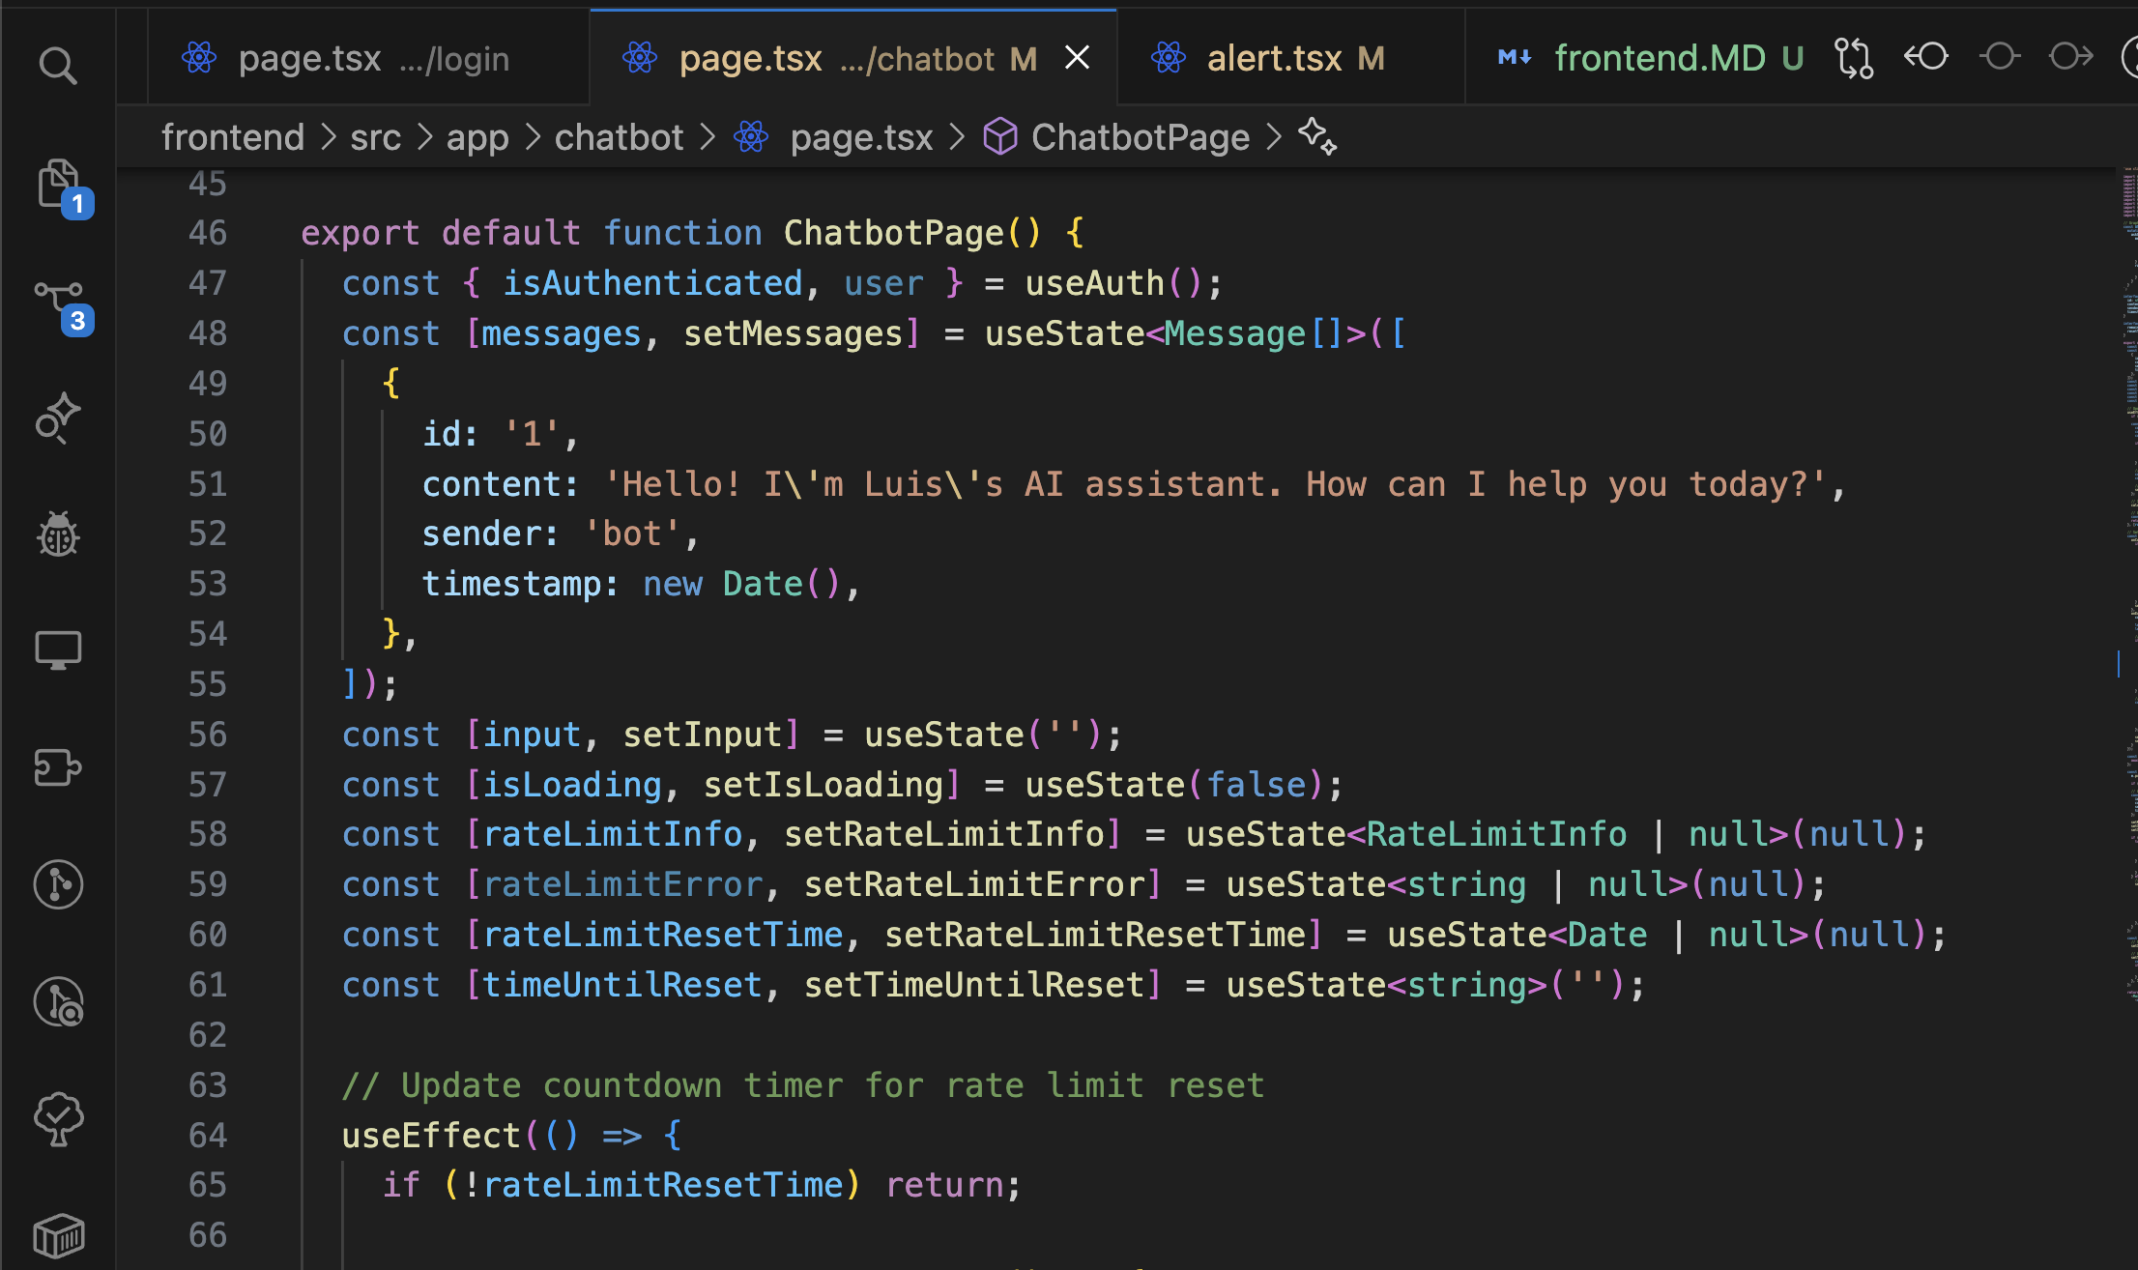 page.tsx .../login
page.tsx .../chatbot M
alert.tsx M
frontend.MD U
frontend > src > app > chatbot > page.tsx > ChatbotPage >
1
3
45
46 export default function ChatbotPage() {
47 const { isAuthenticated, user } = useAuth();
48 const [messages, setMessages] = useState<Message[]>([
49 {
50 id: '1',
51 content: 'Hello! I\'m Luis\'s AI assistant. How can I help you today?',
52 sender: 'bot',
53 timestamp: new Date(),
54 },
55 ]);
56 const [input, setInput] = useState('');
57 const [isLoading, setIsLoading] = useState(false);
58 const [rateLimitInfo, setRateLimitInfo] = useState<RateLimitInfo | null>(null);
59 const [rateLimitError, setRateLimitError] = useState<string | null>(null);
60 const [rateLimitResetTime, setRateLimitResetTime] = useState<Date | null>(null);
61 const [timeUntilReset, setTimeUntilReset] = useState<string>('');
62
63 // Update countdown timer for rate limit reset
64 useEffect(() => {
65 if (!rateLimitResetTime) return;
66